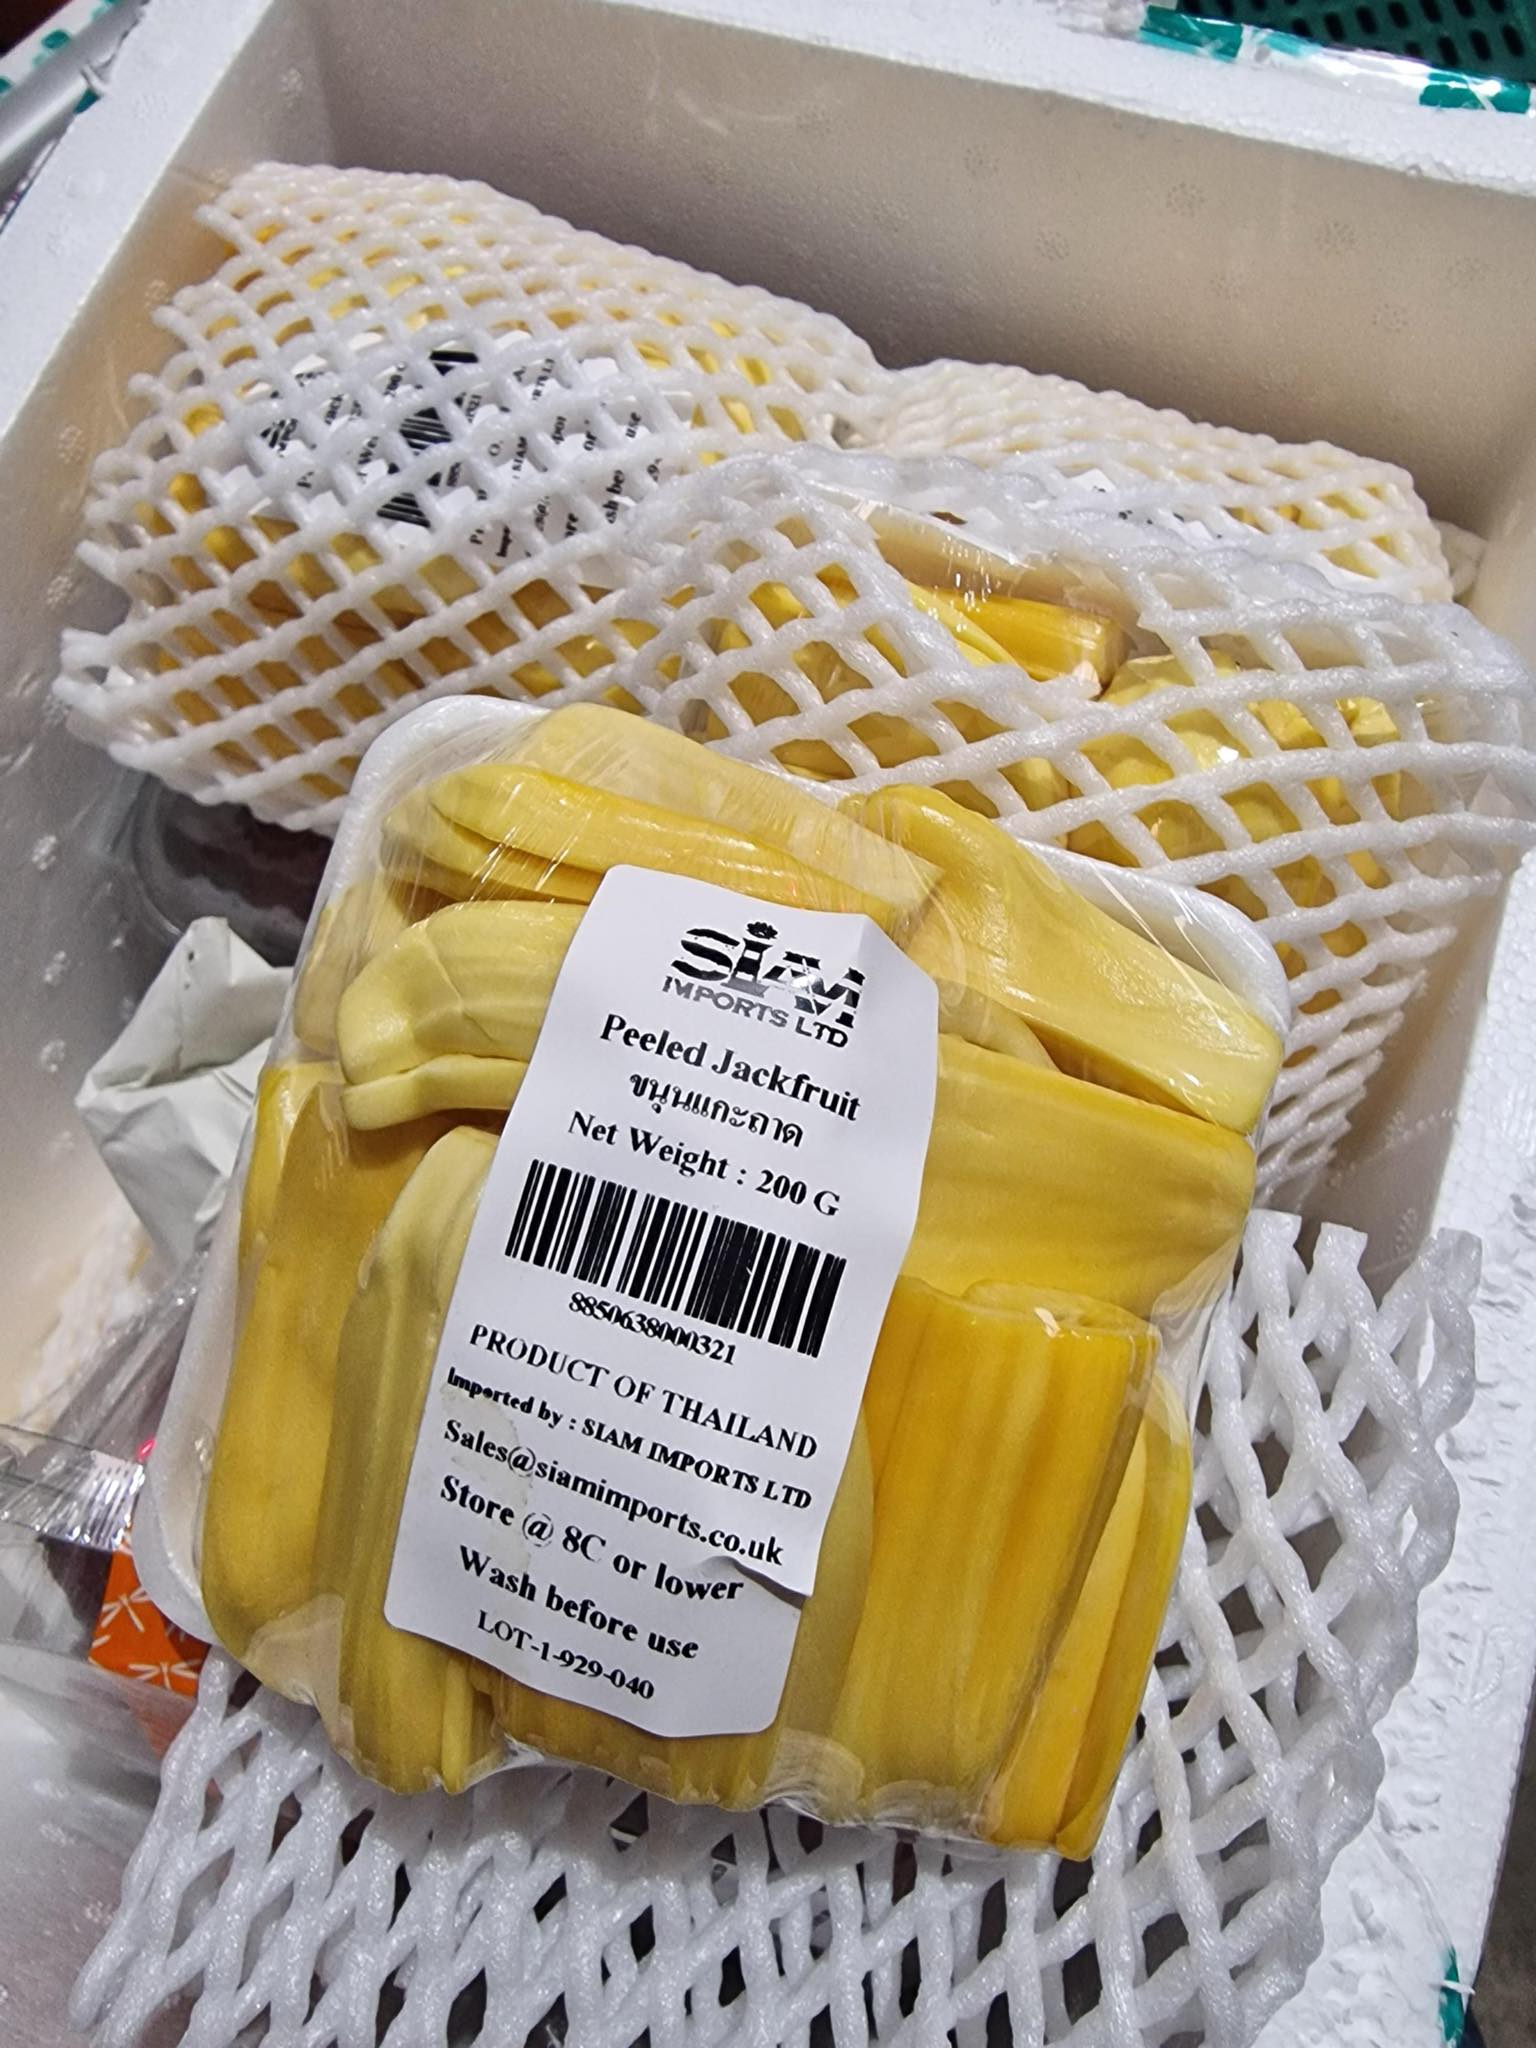 SIAM
IMPORTS LTD
Peeled Jackfruit
ขนุนแกะถาด
Net Weight : 200 G
8850638000321
PRODUCT OF THAILAND
Imported by : SIAM IMPORTS LTD
Sales@siamimports.co.uk
Store @ 8C or lower
Wash before use
LOT-1-929-040